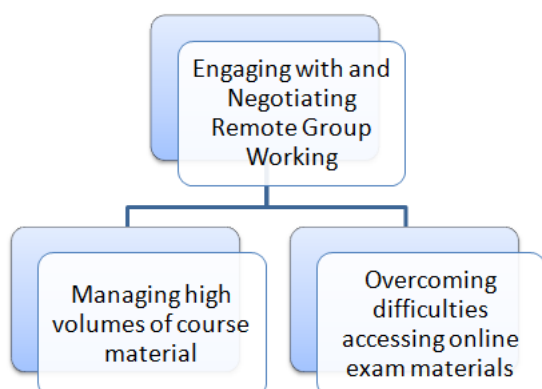 Engaging with and
Negotiating
Remote Group
Working
Managing high
volumes of course
material
Overcoming
difficulties
accessing online
exam materials